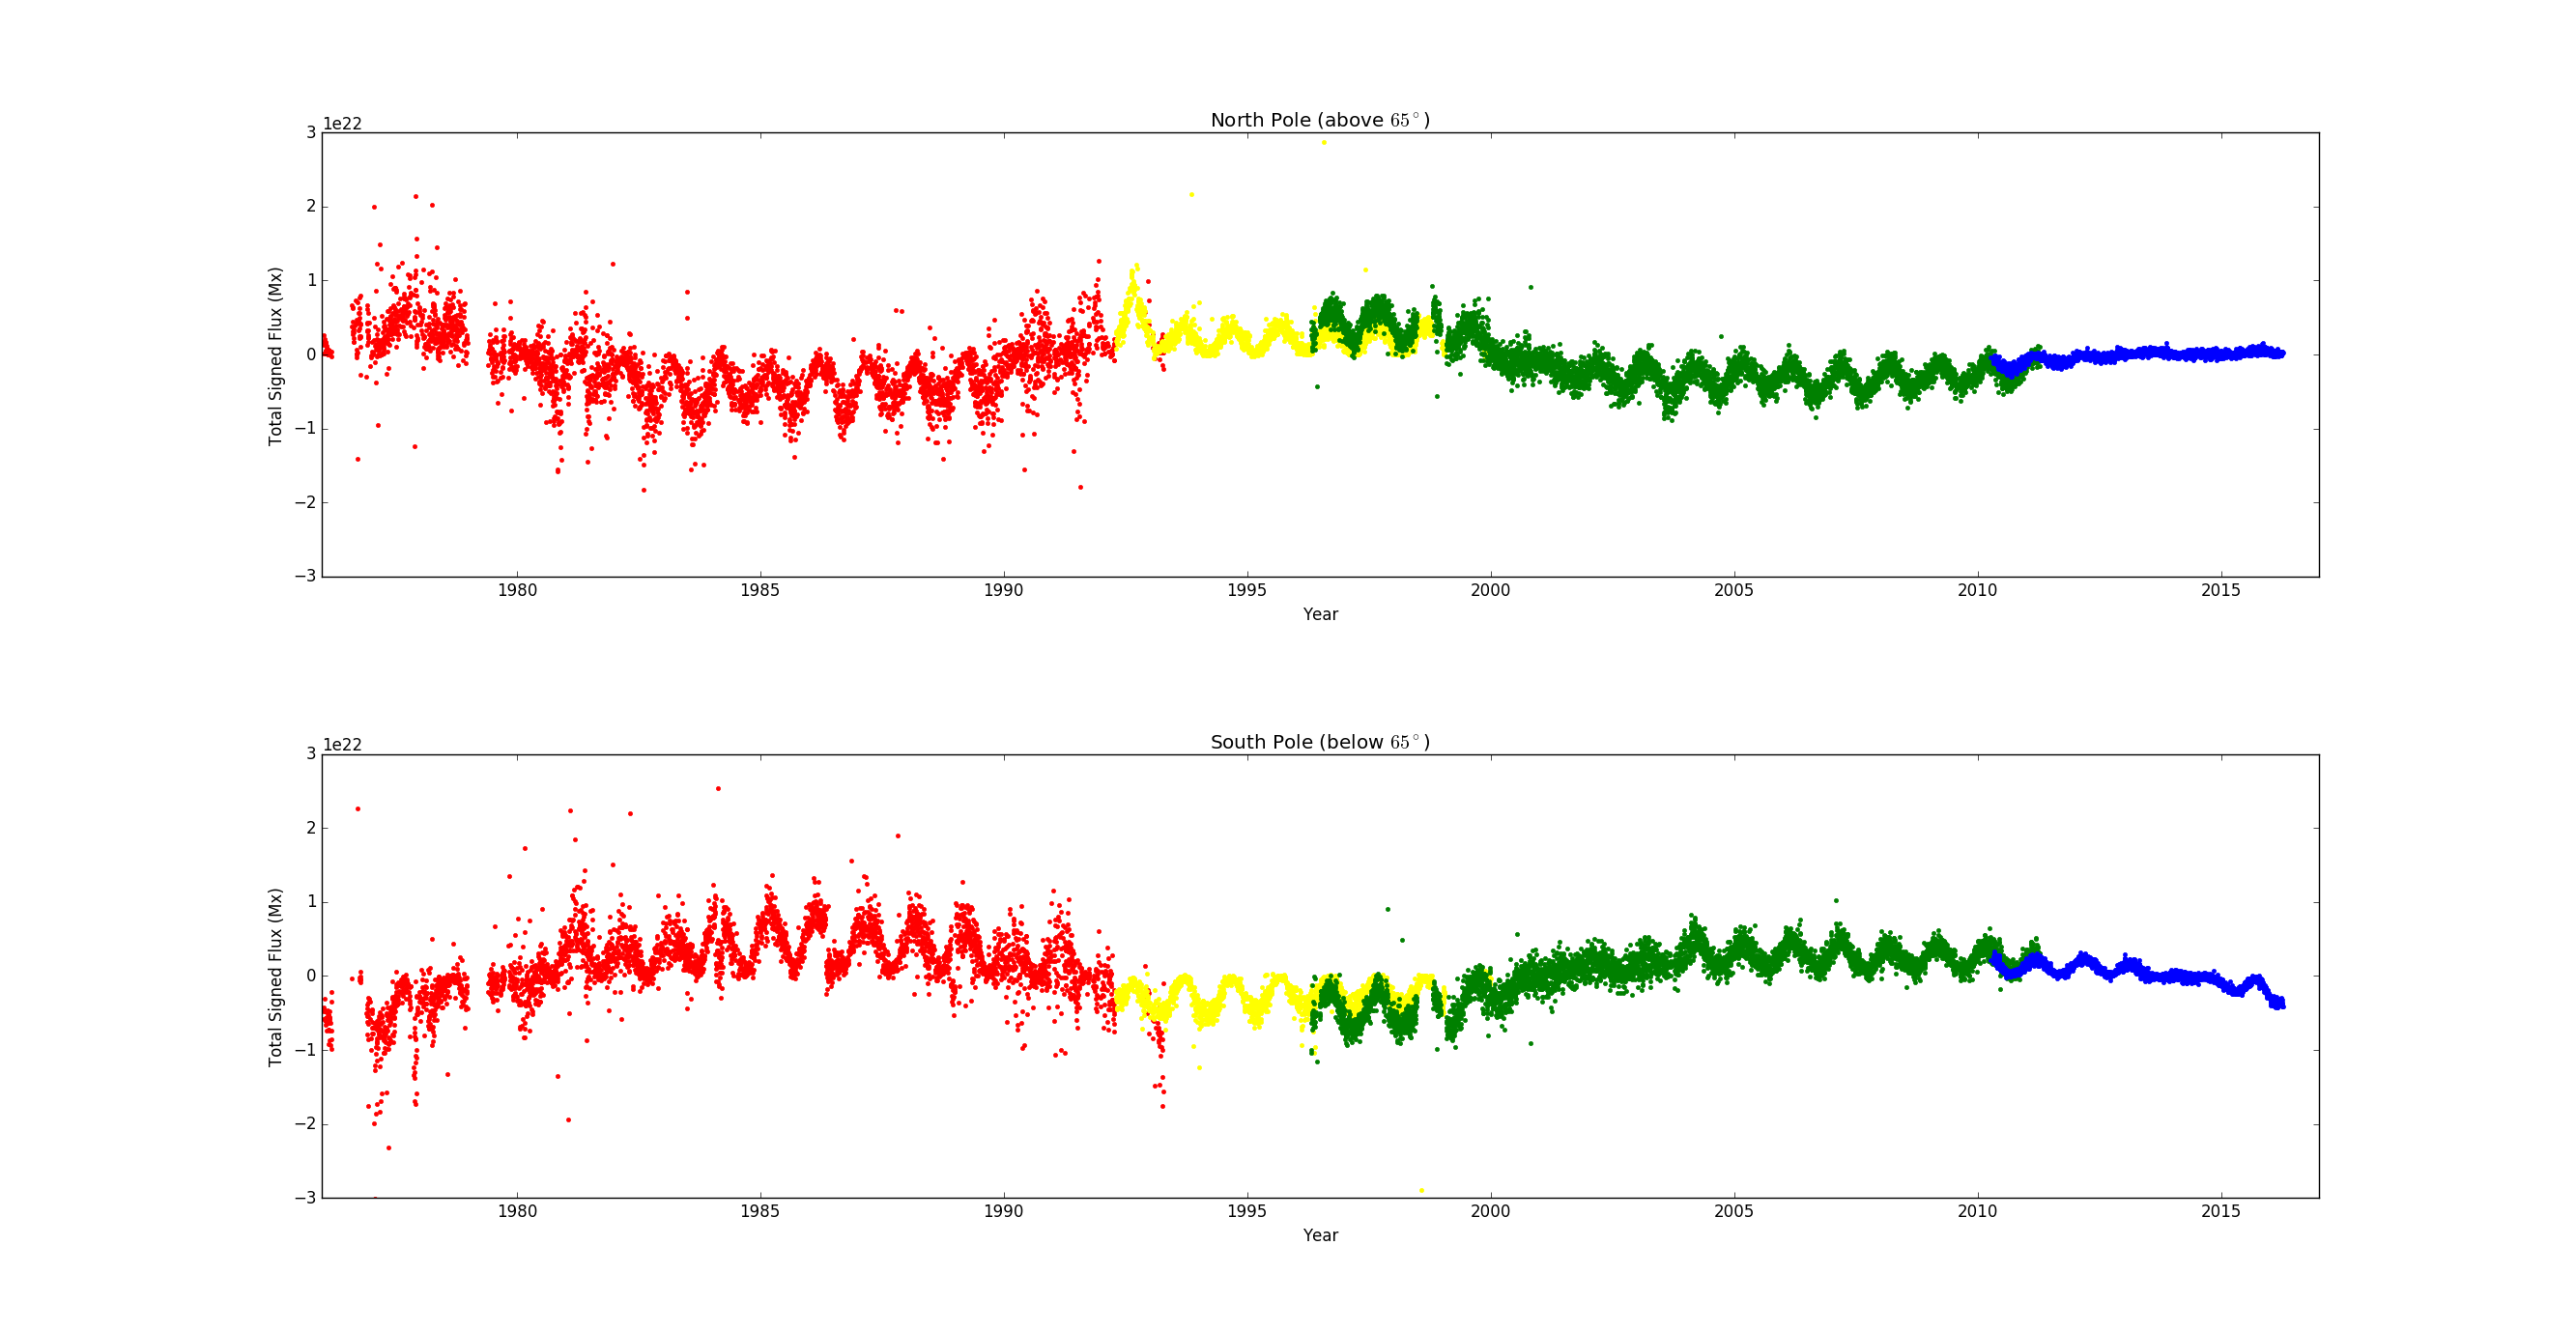 North Pole (above 65°)
1e22
3
2
1
0
−1
−2
−3
Total Signed Flux (Mx)
1980 1985 1990 1995 2000 2005 2010 2015
Year
South Pole (below 65°)
1e22
3
2
1
0
−1
−2
−3
Total Signed Flux (Mx)
1980 1985 1990 1995 2000 2005 2010 2015
Year